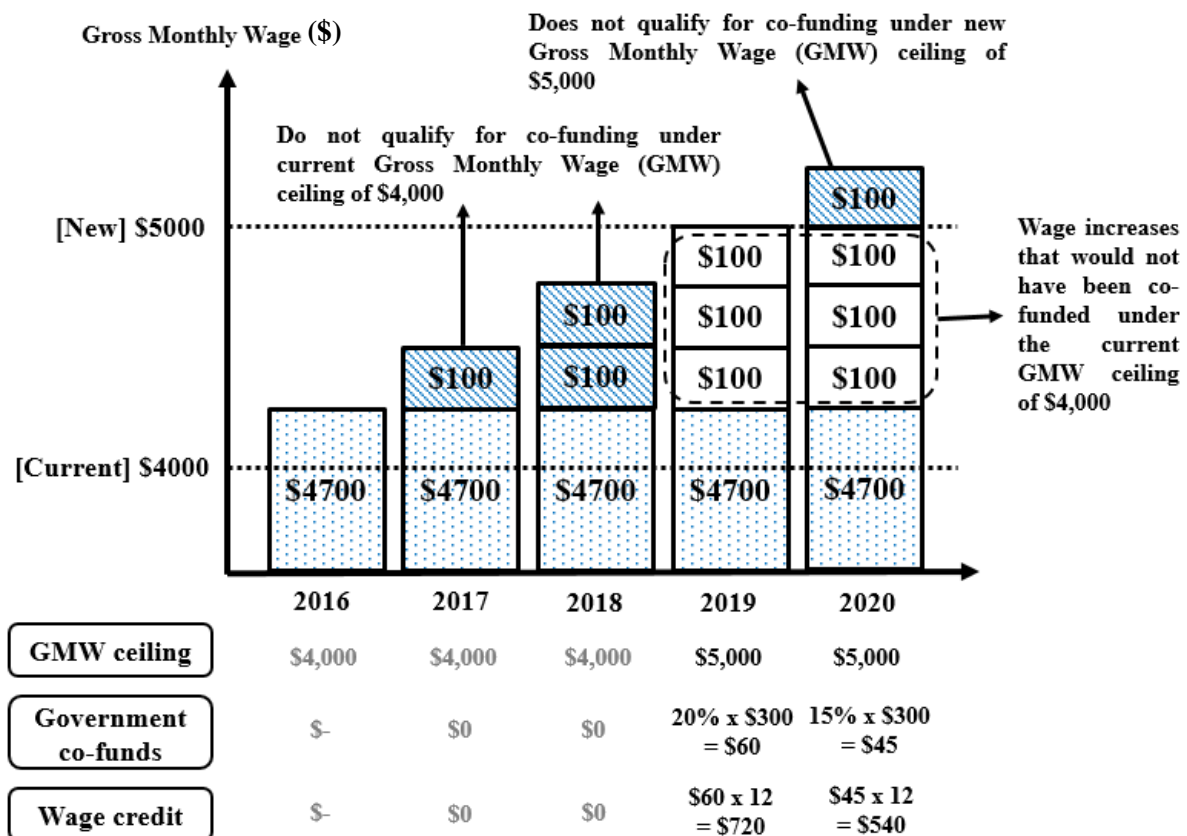 Gross Monthly Wage ($)
Does not qualify for co-funding under new
Gross Monthly Wage (GMW) ceiling of
$5,000
Do not qualify for co-funding under
current Gross Monthly Wage (GMW)
ceiling of $4,000
[New] $5000
[Current] $4000
$4700
$100
$4700
$100
$100
$4700
$100
$100
$100
$4700
$100
$100
$100
$100
$4700
Wage increases
that would not
have been co-
funded under
the current
GMW ceiling
of $4,000
2016 2017 2018 2019 2020
GMW ceiling $4,000 $4,000 $4,000 $5,000 $5,000
Government
co-funds
$- $0 $0
20% x $300
= $60
15% x $300
= $45
Wage credit $- $0 $0
$60 x 12
= $720
$45 x 12
= $540